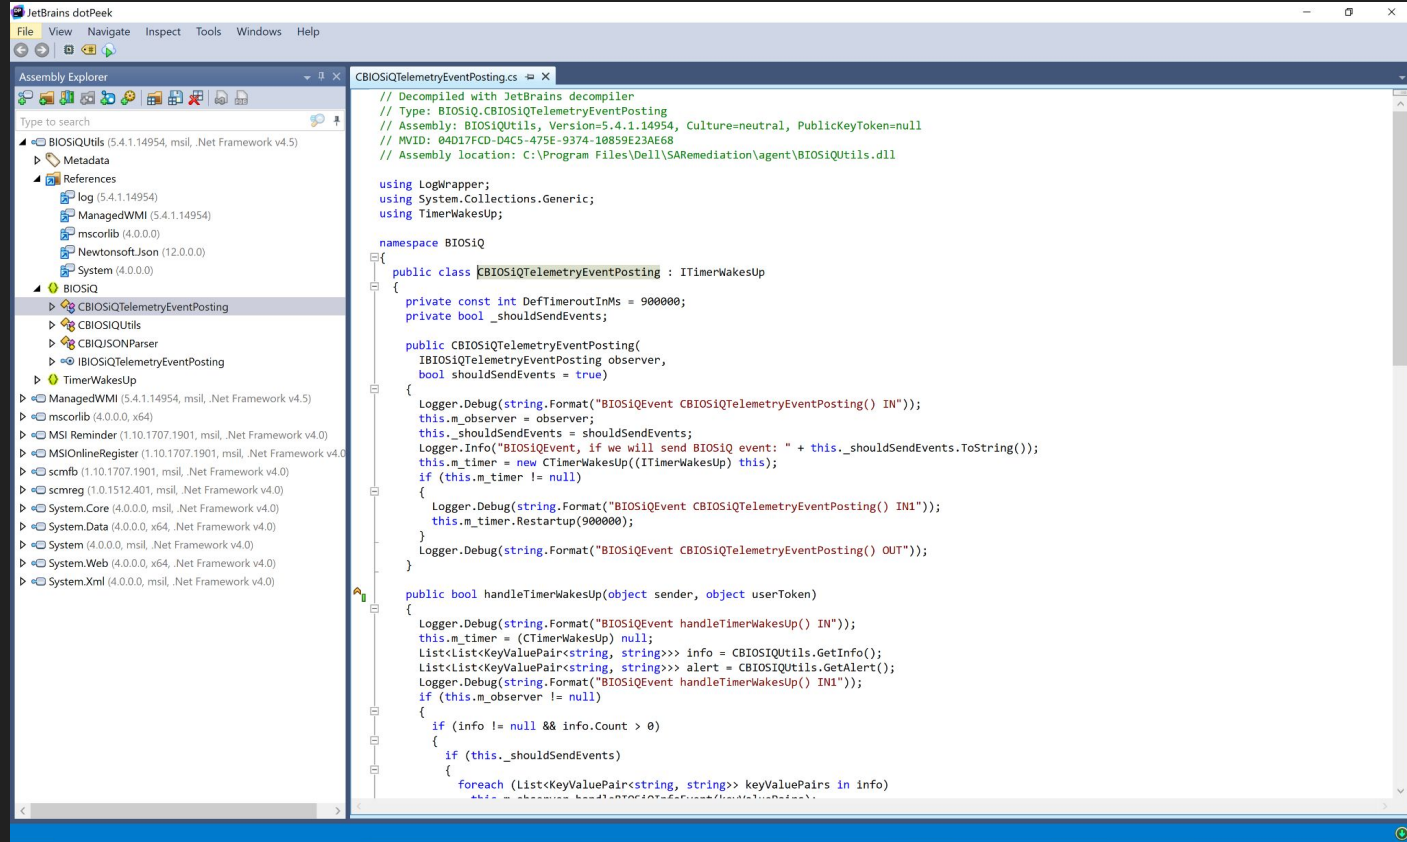 JetBrains dotPeek
File View Navigate Inspect Tools Windows Help
Assembly Explorer
Type to search
BIOSiQUtils (5.4.1.14954, msil, .Net Framework v4.5)
Metadata
References
log (5.4.1.14954)
ManagedWMI (5.4.1.14954)
mscorlib (4.0.0.0)
Newtonsoft.Json (12.0.0.0)
System (4.0.0.0)
BIOSiQ
CBIOSiQTelemetryEventPosting
CBIOSIQUtils
CBIQJSONParser
IBIOSiQTelemetryEventPosting
TimerWakesUp
ManagedWMI (5.4.1.14954, msil, .Net Framework v4.5)
mscorlib (4.0.0.0, x64)
MSI Reminder (1.10.1707.1901, msil, .Net Framework v4.0)
MSIOnlineRegister (1.10.1707.1901, msil, .Net Framework v4.0
scmfb (1.10.1707.1901, msil, .Net Framework v4.0)
scmreg (1.0.1512.401, msil, .Net Framework v4.0)
System.Core (4.0.0.0, msil, .Net Framework v4.0)
System.Data (4.0.0.0, x64, .Net Framework v4.0)
System (4.0.0.0, msil, .Net Framework v4.0)
System.Web (4.0.0.0, x64, .Net Framework v4.0)
System.Xml (4.0.0.0, msil, .Net Framework v4.0)
CBIOSiQTelemetryEventPosting.cs
// Decompiled with JetBrains decompiler
// Type: BIOSiQ.CBIOSiQTelemetryEventPosting
// Assembly: BIOSiQUtils, Version=5.4.1.14954, Culture=neutral, PublicKeyToken=null
// MVID: 04D17FCD-D4C5-475E-9374-10859E23AE68
// Assembly location: C:\Program Files\Dell\SARemediation\agent\BIOSiQUtils.dll
using LogWrapper;
using System.Collections.Generic;
using TimerWakesUp;
namespace BIOSiQ
{
public class CBIOSiQTelemetryEventPosting : ITimerWakesUp
{
private const int DefTimeroutInMs = 900000;
private bool _shouldSendEvents;
public CBIOSiQTelemetryEventPosting(
IBIOSiQTelemetryEventPosting observer,
bool shouldSendEvents = true)
{
Logger.Debug(string.Format("BIOSiQEvent CBIOSiQTelemetryEventPosting() IN"));
this.m_observer = observer;
this._shouldSendEvents = shouldSendEvents;
Logger.Info("BIOSiQEvent, if we will send BIOSiQ event: " + this._shouldSendEvents.ToString());
this.m_timer = new CTimerWakesUp((ITimerWakesUp) this);
if (this.m_timer != null)
{
Logger.Debug(string.Format("BIOSiQEvent CBIOSiQTelemetryEventPosting() IN1"));
this.m_timer.Restartup(900000);
}
Logger.Debug(string.Format("BIOSiQEvent CBIOSiQTelemetryEventPosting() OUT"));
}
public bool handleTimerWakesUp(object sender, object userToken)
{
Logger.Debug(string.Format("BIOSiQEvent handleTimerWakesUp() IN"));
this.m_timer = (CTimerWakesUp) null;
List<List<KeyValuePair<string, string>>> info = CBIOSIQUtils.GetInfo();
List<List<KeyValuePair<string, string>>> alert = CBIOSIQUtils.GetAlert();
Logger.Debug(string.Format("BIOSiQEvent handleTimerWakesUp() IN1"));
if (this.m_observer != null)
{
if (info != null && info.Count > 0)
{
if (this._shouldSendEvents)
{
foreach (List<KeyValuePair<string, string>> keyValuePairs in info)
this.m_observer.handleBIOSiQInfoEvent(keyValuePairs);